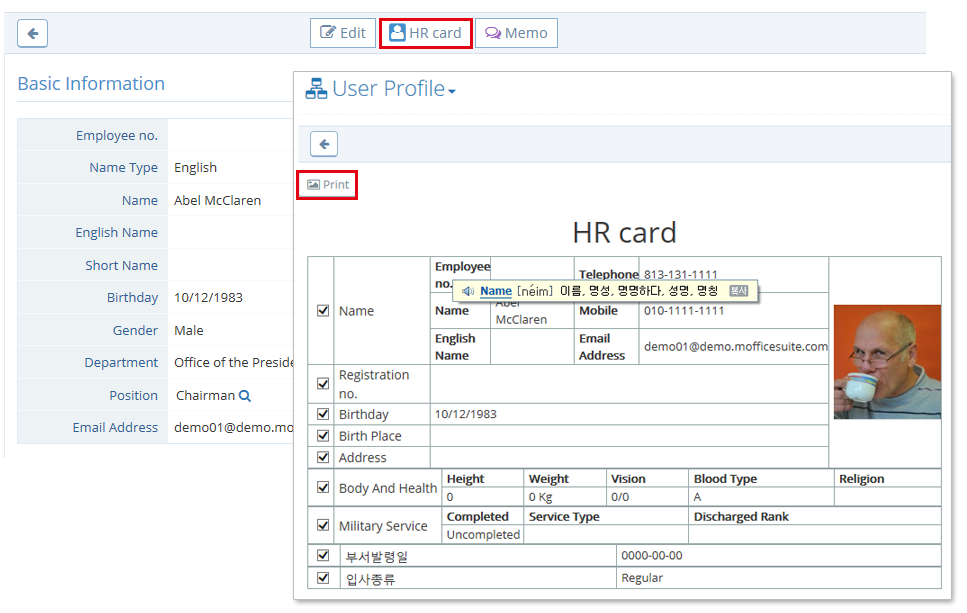 Edit HR card Memo
Basic Information
Employee no.
Name Type English
Name Abel McClaren
English Name
Short Name
Birthday 10/12/1983
Gender Male
Department Office of the Preside
Position Chairman
Email Address demo01@demo.mo
User Profile
Print
HR card
Name
Employee no. Telephone 813-131-1111
Name [néim] 이름, 명성, 명명하다, 성명, 명칭 복사
Name Abel McClaren Mobile 010-1111-1111
English Name Email Address demo01@demo.mofficesuite.com
Registration no.
Birthday 10/12/1983
Birth Place
Address
Body And Health
Height Weight Vision Blood Type Religion
0 0 Kg 0/0 A
Military Service
Completed Service Type Discharged Rank
Uncompleted
부서발령일 0000-00-00
입사종류 Regular